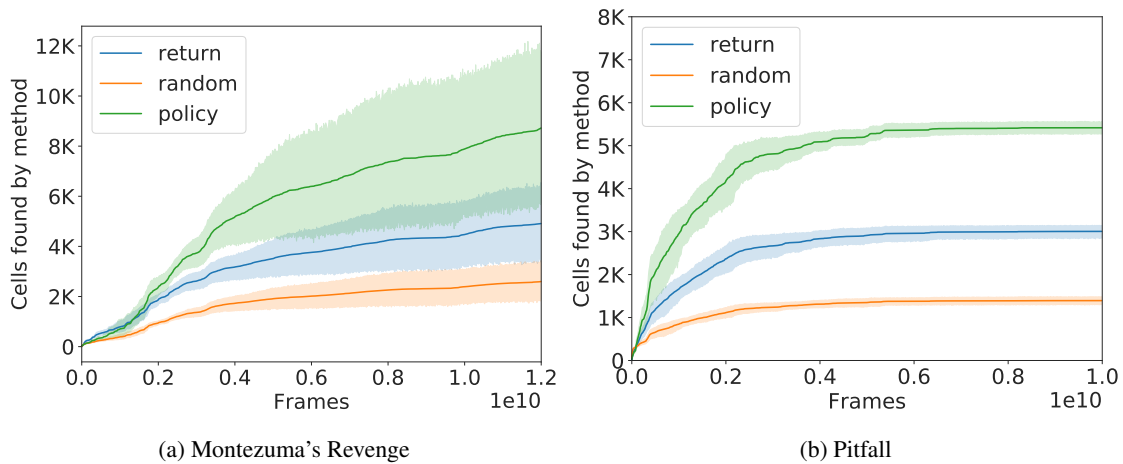 12K
10K
8K
6K
4K
2K
0
Cells found by method
return
random
policy
0.0 0.2 0.4 0.6 0.8 1.0 1.2
1e10
Frames
(a) Montezuma's Revenge
8K
7K
6K
5K
4K
3K
2K
1K
0
Cells found by method
return
random
policy
0.0 0.2 0.4 0.6 0.8 1.0
1e10
Frames
(b) Pitfall